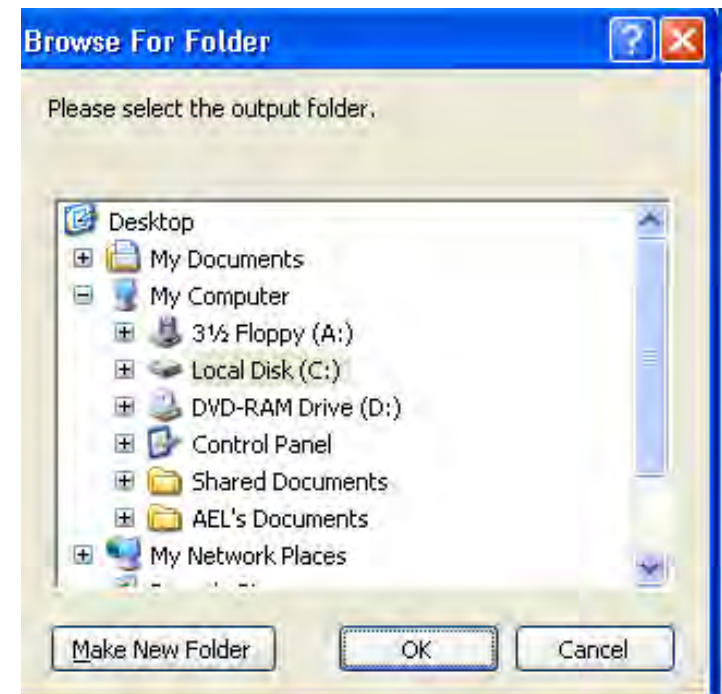 Browse For Folder
Please select the output folder.
Desktop
My Documents
My Computer
3½ Floppy (A:)
Local Disk (C:)
DVD-RAM Drive (D:)
Control Panel
Shared Documents
AEL's Documents
My Network Places
Make New Folder
OK
Cancel